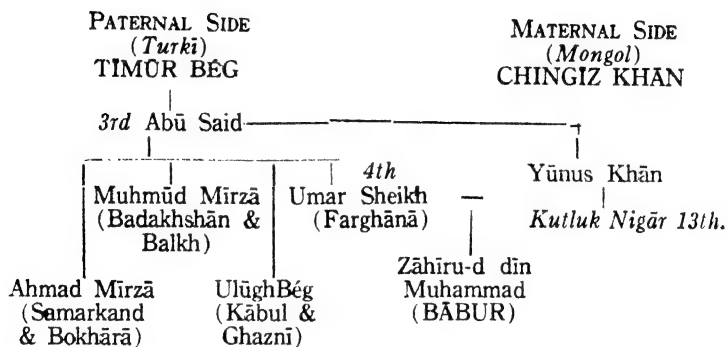 PATERNAL SIDE
(Turkī)
TĪMŪR BÉG
MATERNAL SIDE
(Mongol)
CHINGĪZ KHĀN
3rd Abū Said
Yūnus Khān
Kutluk Nigār 13th.
Muhmūd Mīrzā
(Badakhshān &
Balkh)
4th
Umar Sheikh
(Farghānā)
Ahmad Mīrzā
(Samarkand
& Bokhārā)
UlūghBég
(Kābul &
Ghaznī)
Zāhīru-d dīn
Muhammad
(BĀBUR)